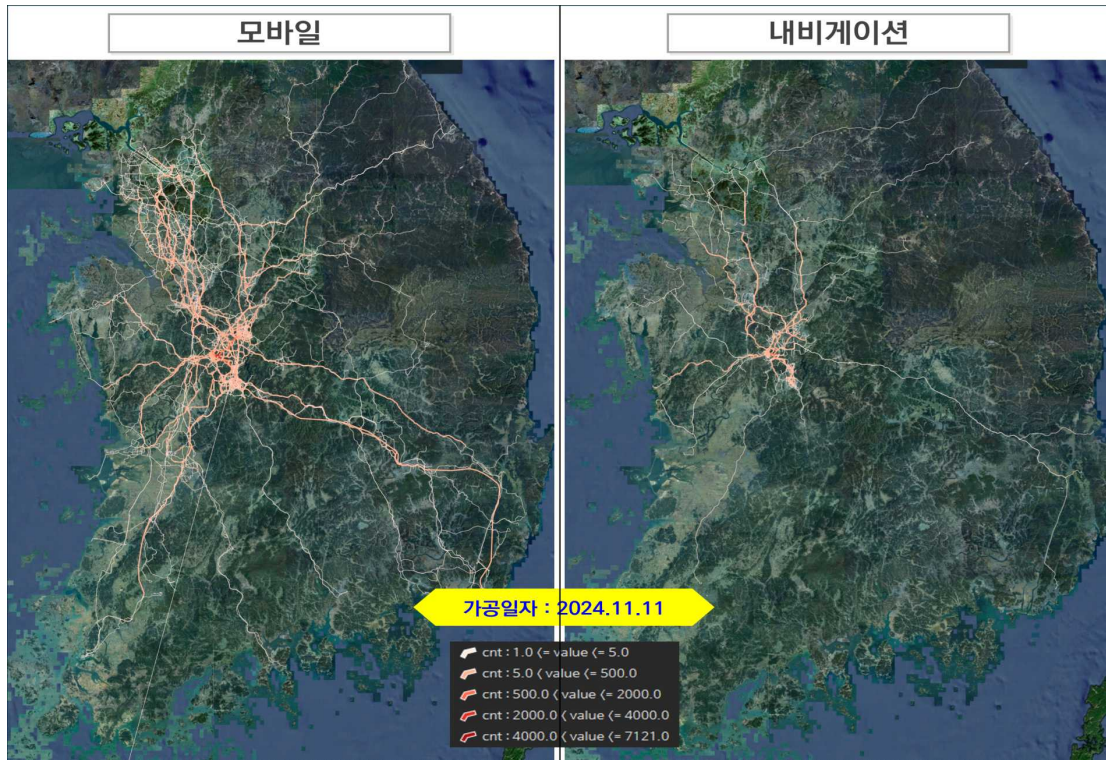 모바일
내비게이션
가공일자 : 2024.11.11
cnt : 1.0 <= value <= 5.0
cnt : 5.0 < value <= 500.0
cnt : 500.0 < value <= 2000.0
cnt : 2000.0 < value <= 4000.0
cnt : 4000.0 < value <= 7121.0